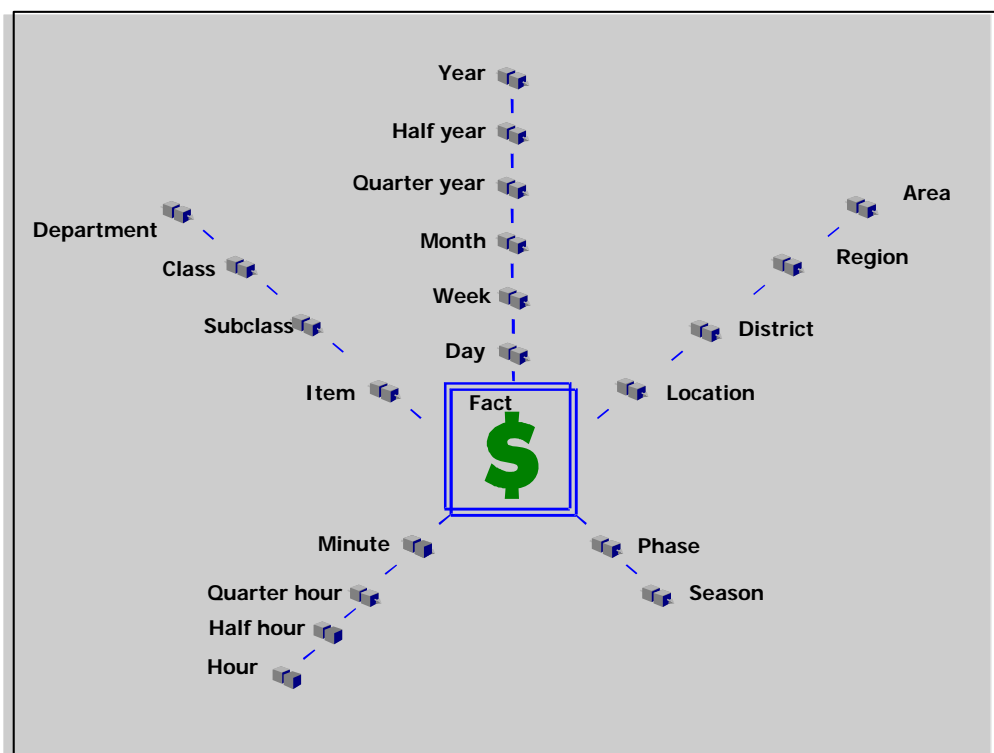 Year
Half year
Quarter year
Month
Week
Day
Department
Class
Subclass
Item
Area
Region
District
Location
Fact
$
Minute
Quarter hour
Half hour
Hour
Phase
Season